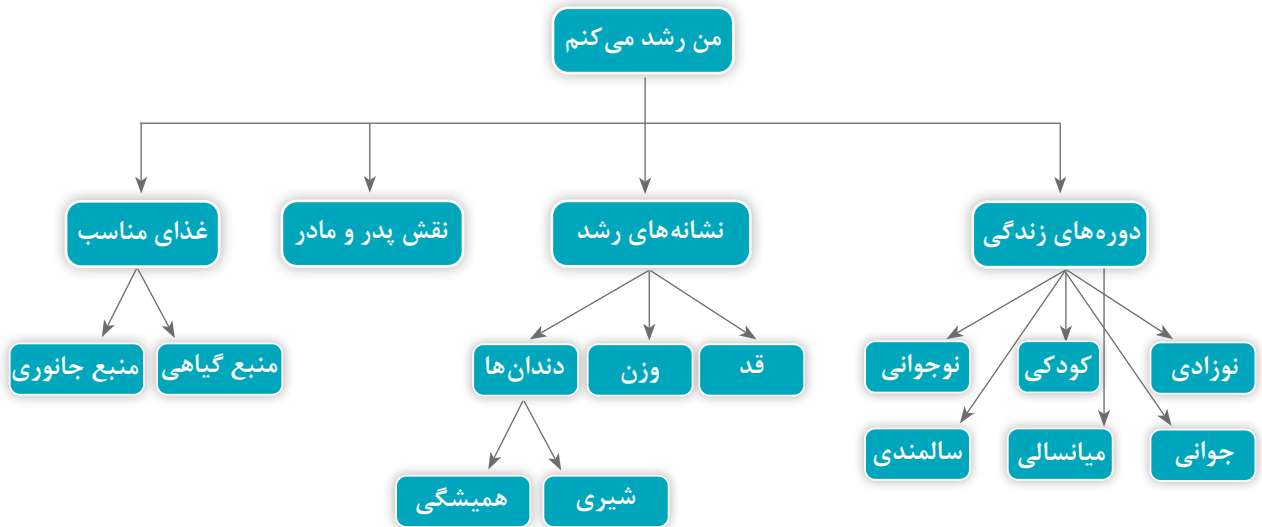 من رشد می‌کنم
دوره‌های زندگی
نشانه‌های رشد
نقش پدر و مادر
غذای مناسب
نوزادی
کودکی
نوجوانی
قد
وزن
دندان‌ها
منبع گیاهی
منبع جانوری
جوانی
میانسالی
سالمندی
شیری
همیشگی